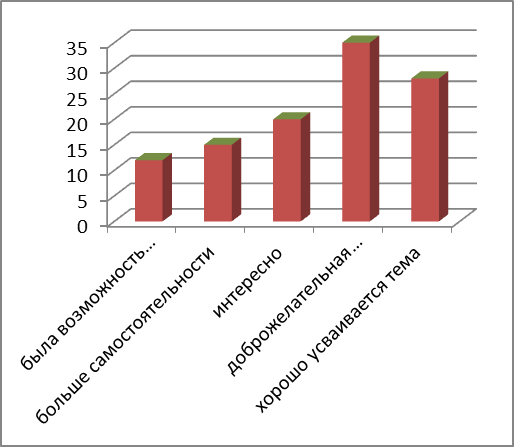 35
30
25
20
15
10
5
0
была возможность...
больше самостоятельности
интересно
доброжелательная...
хорошо усваивается тема